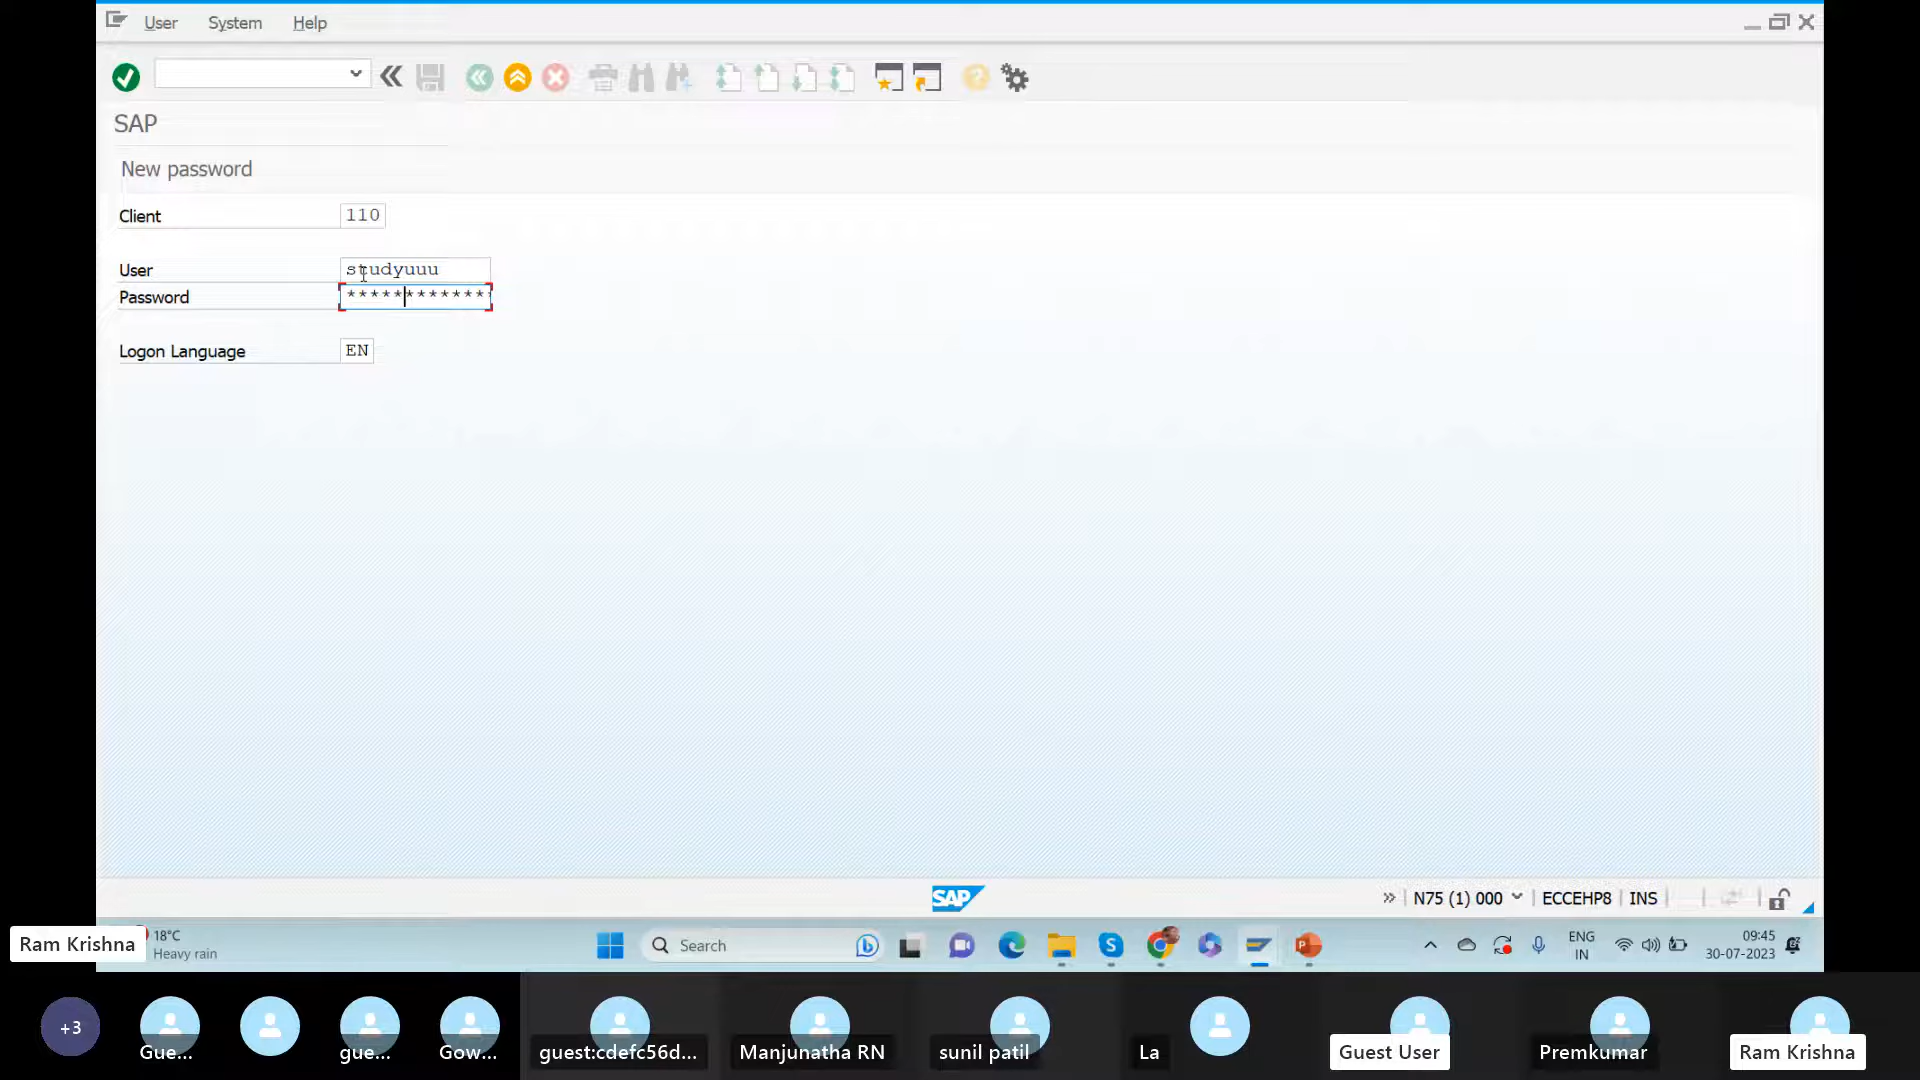 User System Help
SAP
New password
Client 110
User studyuuu
Password **************
Logon Language EN
SAP N75 (1) 000 ECCEHP8 INS
18°C
Heavy rain
Search
ENG
IN
09:45
30-07-2023
Ram Krishna
+3
Gue...
gue...
Gow...
guest:cdefc56d...
Manjunatha RN
sunil patil
La
Guest User
Premkumar
Ram Krishna